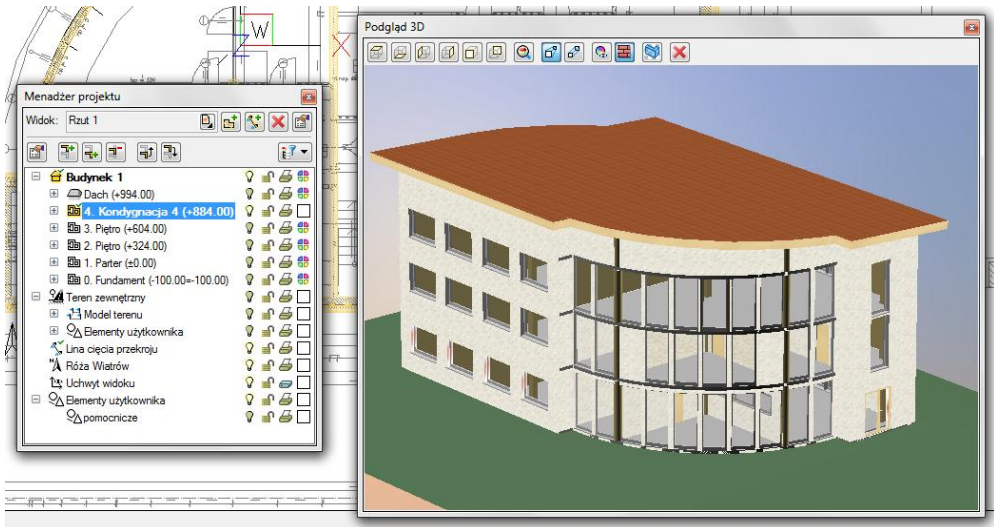 W
Podgląd 3D
Menadżer projektu
Widok: Rzut 1
Budynek 1
Dach (+994.00)
4. Kondygnacja 4 (+884.00)
3. Piętro (+604.00)
2. Piętro (+324.00)
1. Parter (±0.00)
0. Fundament (-100.00=-100.00)
Teren zewnętrzny
Model terenu
Elementy użytkownika
Lina cięcia przekroju
Róża Wiatrów
Uchwyt widoku
Elementy użytkownika
pomocnicze